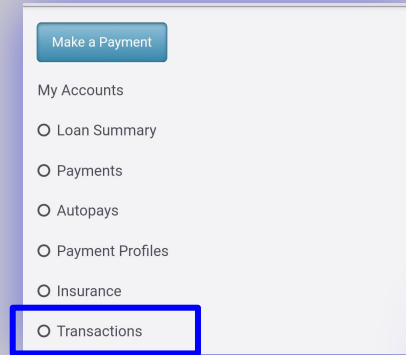 Make a Payment
My Accounts
Loan Summary
Payments
Autopays
Payment Profiles
Insurance
Transactions